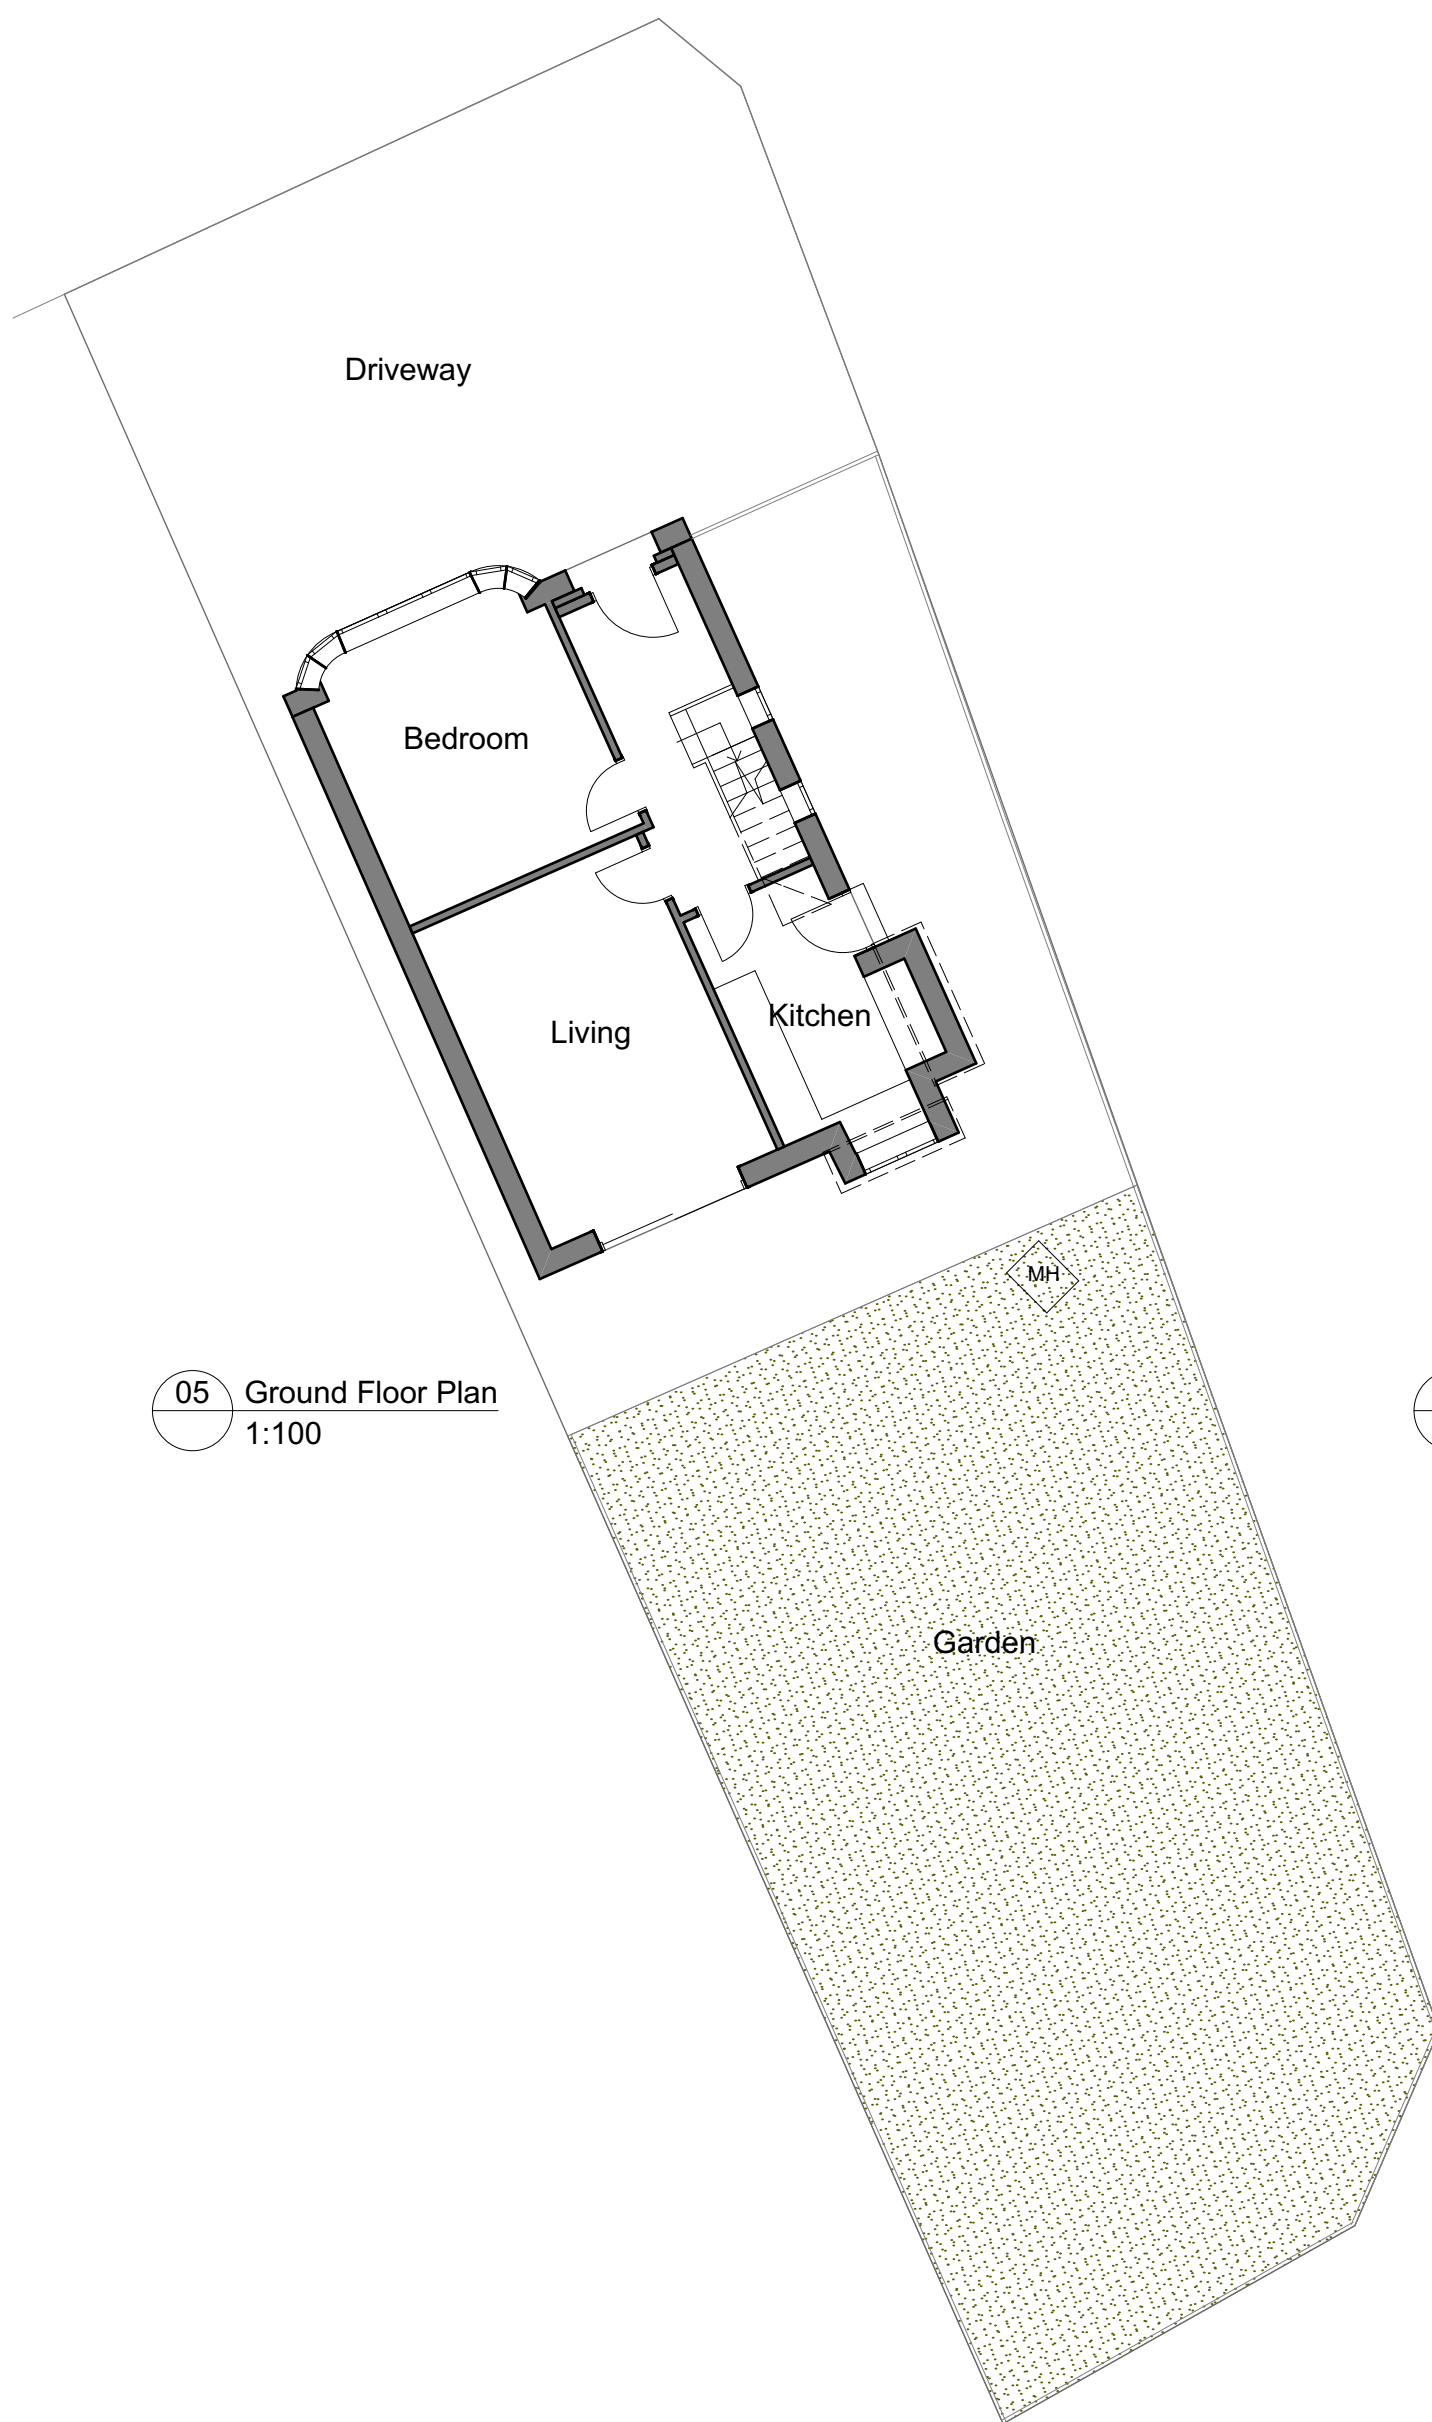 Driveway
Bedroom
Living
Kitchen
MH
05 Ground Floor Plan
1:100
Garden